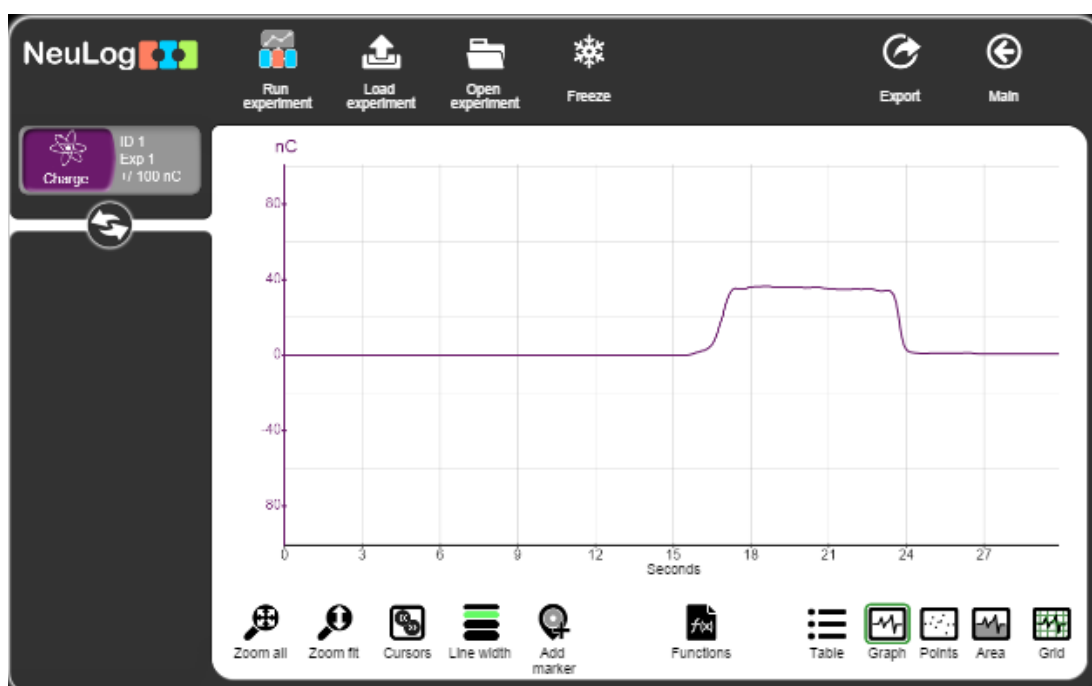 NeuLog
Run
experiment
Load
experiment
Open
experiment
Freeze
Export
Main
Charge
ID 1
Exp 1
+/ 100 nC
nC
80
40
0
-40
80
0 3 6 9 12 15 18 21 24 27
Seconds
Zoom all
Zoom fit
Cursors
Line width
Add
marker
f(x)
Functions
Table
Graph
Points
Area
Grid